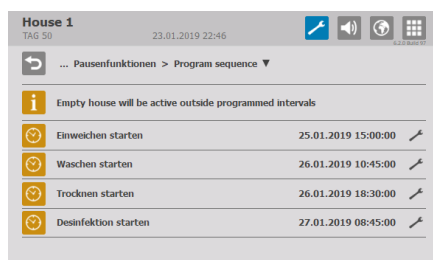 House 1
TAG 50
23.01.2019 22:46
... Pausenfunktionen > Program sequence ▼
Empty house will be active outside programmed intervals
Einweichen starten 25.01.2019 15:00:00
Waschen starten 26.01.2019 10:45:00
Trocknen starten 26.01.2019 18:30:00
Desinfektion starten 27.01.2019 08:45:00